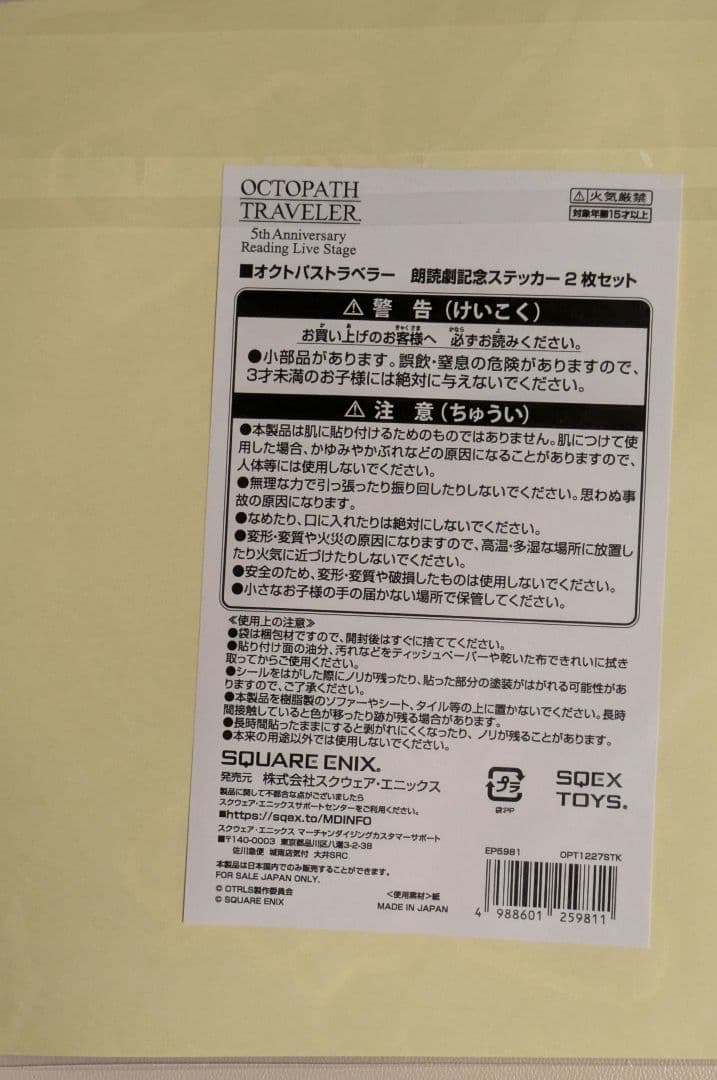 OCTOPATH
TRAVELER
5th Anniversary
Reading Live Stage
⚠火気厳禁
対象年齢15才以上
■オクトパストラベラー 朗読劇記念ステッカー2枚セット
⚠ 警 告(けいこく)
お買い上げのお客様へ 必ずお読みください。
●小部品があります。誤飲・窒息の危険がありますので、
3才未満のお子様には絶対に与えないでください。
⚠ 注 意(ちゅうい)
●本製品は肌に貼り付けるためのものではありません。肌につけて使
用した場合、かゆみやかぶれなどの原因になることがありますので、
人体等には使用しないでください。
●無理な力で引っ張ったり振り回したりしないでください。思わぬ事
故の原因になります。
●なめたり、口に入れたりは絶対にしないでください。
●変形・変質や火災の原因になりますので、高温・多湿な場所に放置し
たり火気に近づけたりしないでください。
●安全のため、変形・変質や破損したものは使用しないでください。
●小さなお子様の手の届かない場所で保管してください。
≪使用上の注意≫
●袋は梱包材ですので、開封後はすぐに捨ててください。
●貼り付け面の油分、汚れなどをティッシュペーパーや乾いた布できれいに拭き
取ってからご使用ください。
●シールをはがした際にノリが残ったり、貼った部分の塗装がはがれる可能性があ
りますので、ご了承ください。
●本製品を樹脂製のソファーやシート、タイル等の上に置かないでください。長時
間接触していると色が移ったり跡が残る場合があります。
●長時間貼ったままにすると剥がれにくくなったり、ノリが残ることがあります。
●本来の用途以外では使用しないでください。
SQUARE ENIX®
発売元 株式会社スクウェア・エニックス
製品に関して不都合な点がございましたら
スクウェア・エニックスサポートセンターをご利用ください。
■https://sqex.to/MDINFO
スクウェア・エニックス マーチャンダイジングカスタマーサポート
■〒140-0003 東京都品川区八潮3-2-38
佐川急便 城南店気付 大井SRC
本製品は日本国内でのみ販売することができます。
FOR SALE JAPAN ONLY.
© OTRLS製作委員会
© SQUARE ENIX
<使用素材>紙
MADE IN JAPAN
プラ
袋:PP
SQEX
TOYS®
EP5981 OPT1227STK
4 988601 259811